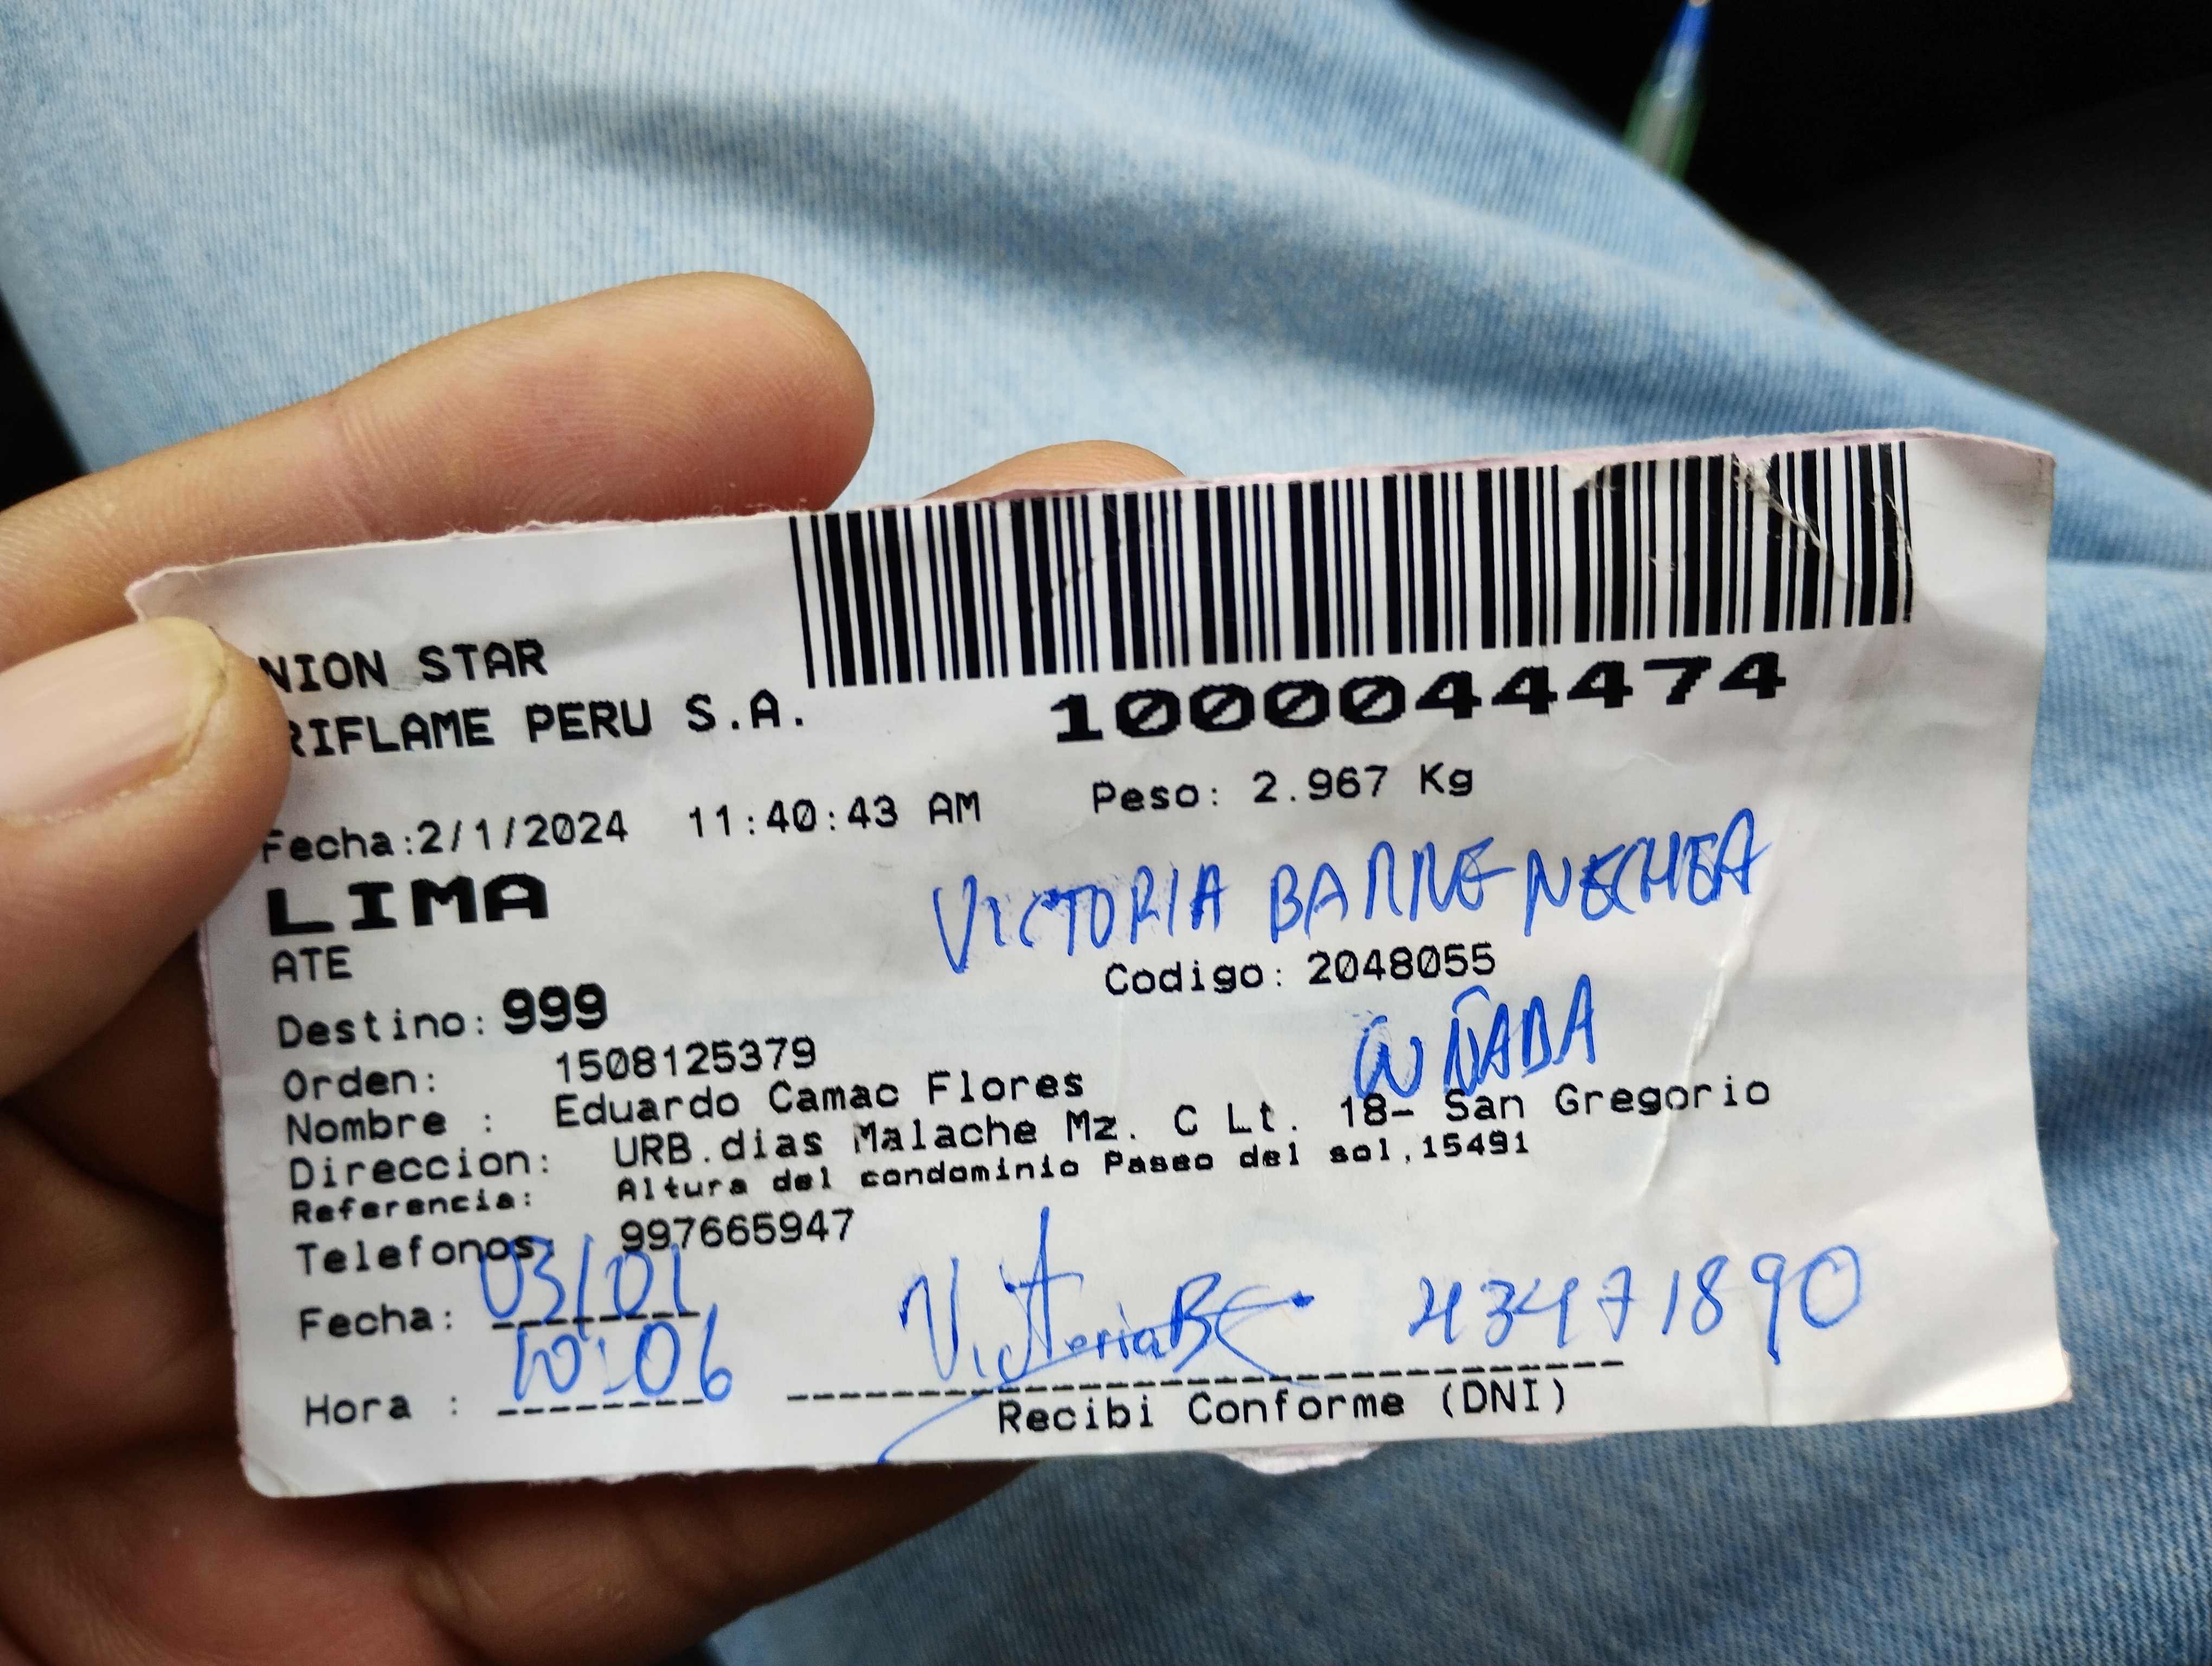 NION STAR
RIFLAME PERU S.A.
1000044474
Fecha:2/1/2024 11:40:43 AM Peso: 2.967 Kg
LIMA
VICTORIA BARRENECHEA
ATE
Codigo: 2048055
Destino: 999
CUÑADA
Orden: 1508125379
Nombre : Eduardo Camac Flores
Direccion: URB.dias Malache Mz. C Lt. 18- San Gregorio
Referencia: Altura del condominio Paseo del sol,15491
Telefonos: 997665947
Fecha: 03/01
Victoria B 43471890
Hora : 10:06
Recibi Conforme (DNI)